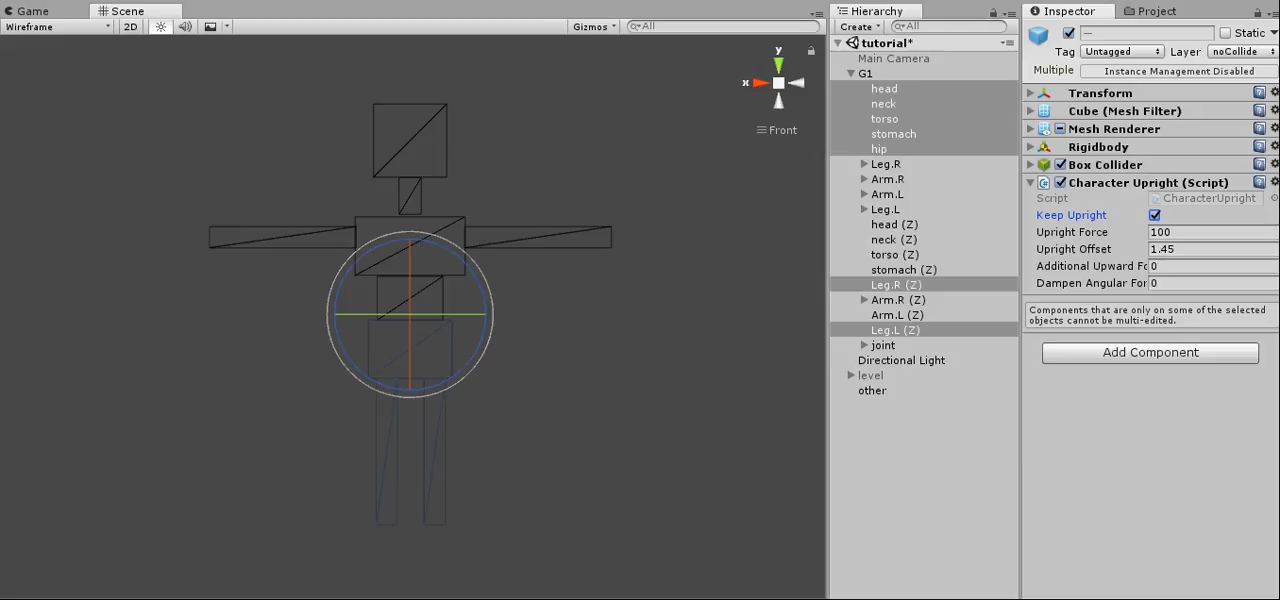 Game
Scene
Wireframe
2D
Gizmos
All
y
x
Front
Hierarchy
Create
All
tutorial*
Main Camera
G1
head
neck
torso
stomach
hip
Leg.R
Arm.R
Arm.L
Leg.L
head (Z)
neck (Z)
torso (Z)
stomach (Z)
Leg.R (Z)
Arm.R (Z)
Arm.L (Z)
Leg.L (Z)
joint
Directional Light
level
other
Inspector
Project
—
Static
Tag
Untagged
Layer
noCollide
Multiple
Instance Management Disabled
Transform
Cube (Mesh Filter)
Mesh Renderer
Rigidbody
Box Collider
Character Upright (Script)
Script
CharacterUpright
Keep Upright
Upright Force
100
Upright Offset
1.45
Additional Upward Fo
0
Dampen Angular For
0
Components that are only on some of the selected
objects cannot be multi-edited.
Add Component